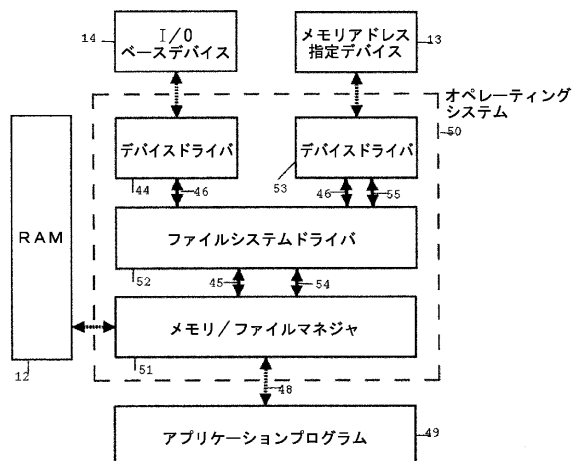 14
I/O
ベースデバイス
メモリアドレス
指定デバイス
13
オペレーティング
システム
50
デバイスドライバ
デバイスドライバ
44
46
53
46
55
RAM
ファイルシステムドライバ
52
45
54
メモリ/ファイルマネジャ
12
51
48
アプリケーションプログラム
49